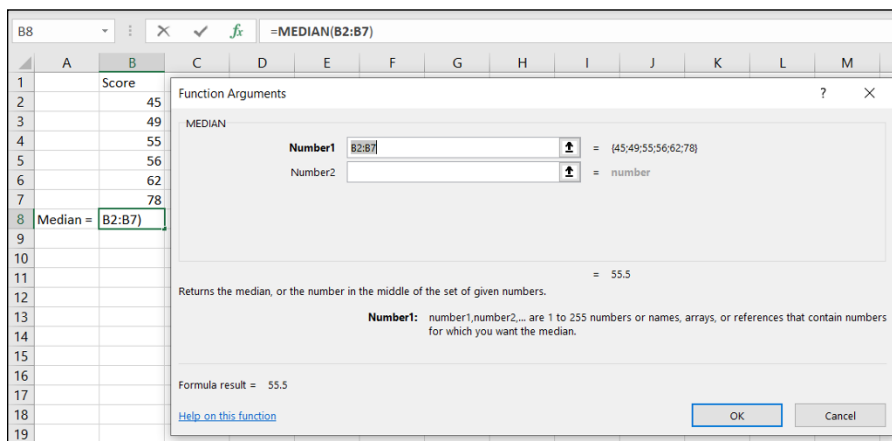 B8 fx =MEDIAN(B2:B7)
A B C D E F G H I J K L M
1 Score
2 45
3 49
4 55
5 56
6 62
7 78
8 Median = B2:B7)
9
10
11
12
13
14
15
16
17
18
19
Function Arguments ? ×
MEDIAN
Number1 B2:B7 = {45;49;55;56;62;78}
Number2 = number
= 55.5
Returns the median, or the number in the middle of the set of given numbers.
Number1: number1,number2,... are 1 to 255 numbers or names, arrays, or references that contain numbers
for which you want the median.
Formula result = 55.5
Help on this function OK Cancel